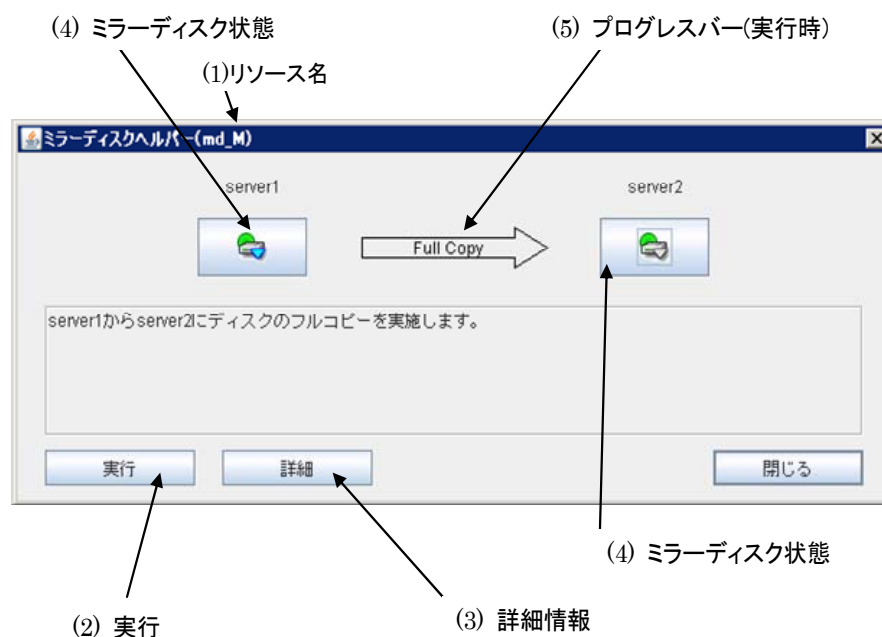 (4) ミラーディスク状態
(5) プログレスバー(実行時)
(1)リソース名
ミラーディスクヘルパー(md_M)
server1
server2
Full Copy
server1からserver2にディスクのフルコピーを実施します。
実行
詳細
閉じる
(4) ミラーディスク状態
(2) 実行
(3) 詳細情報